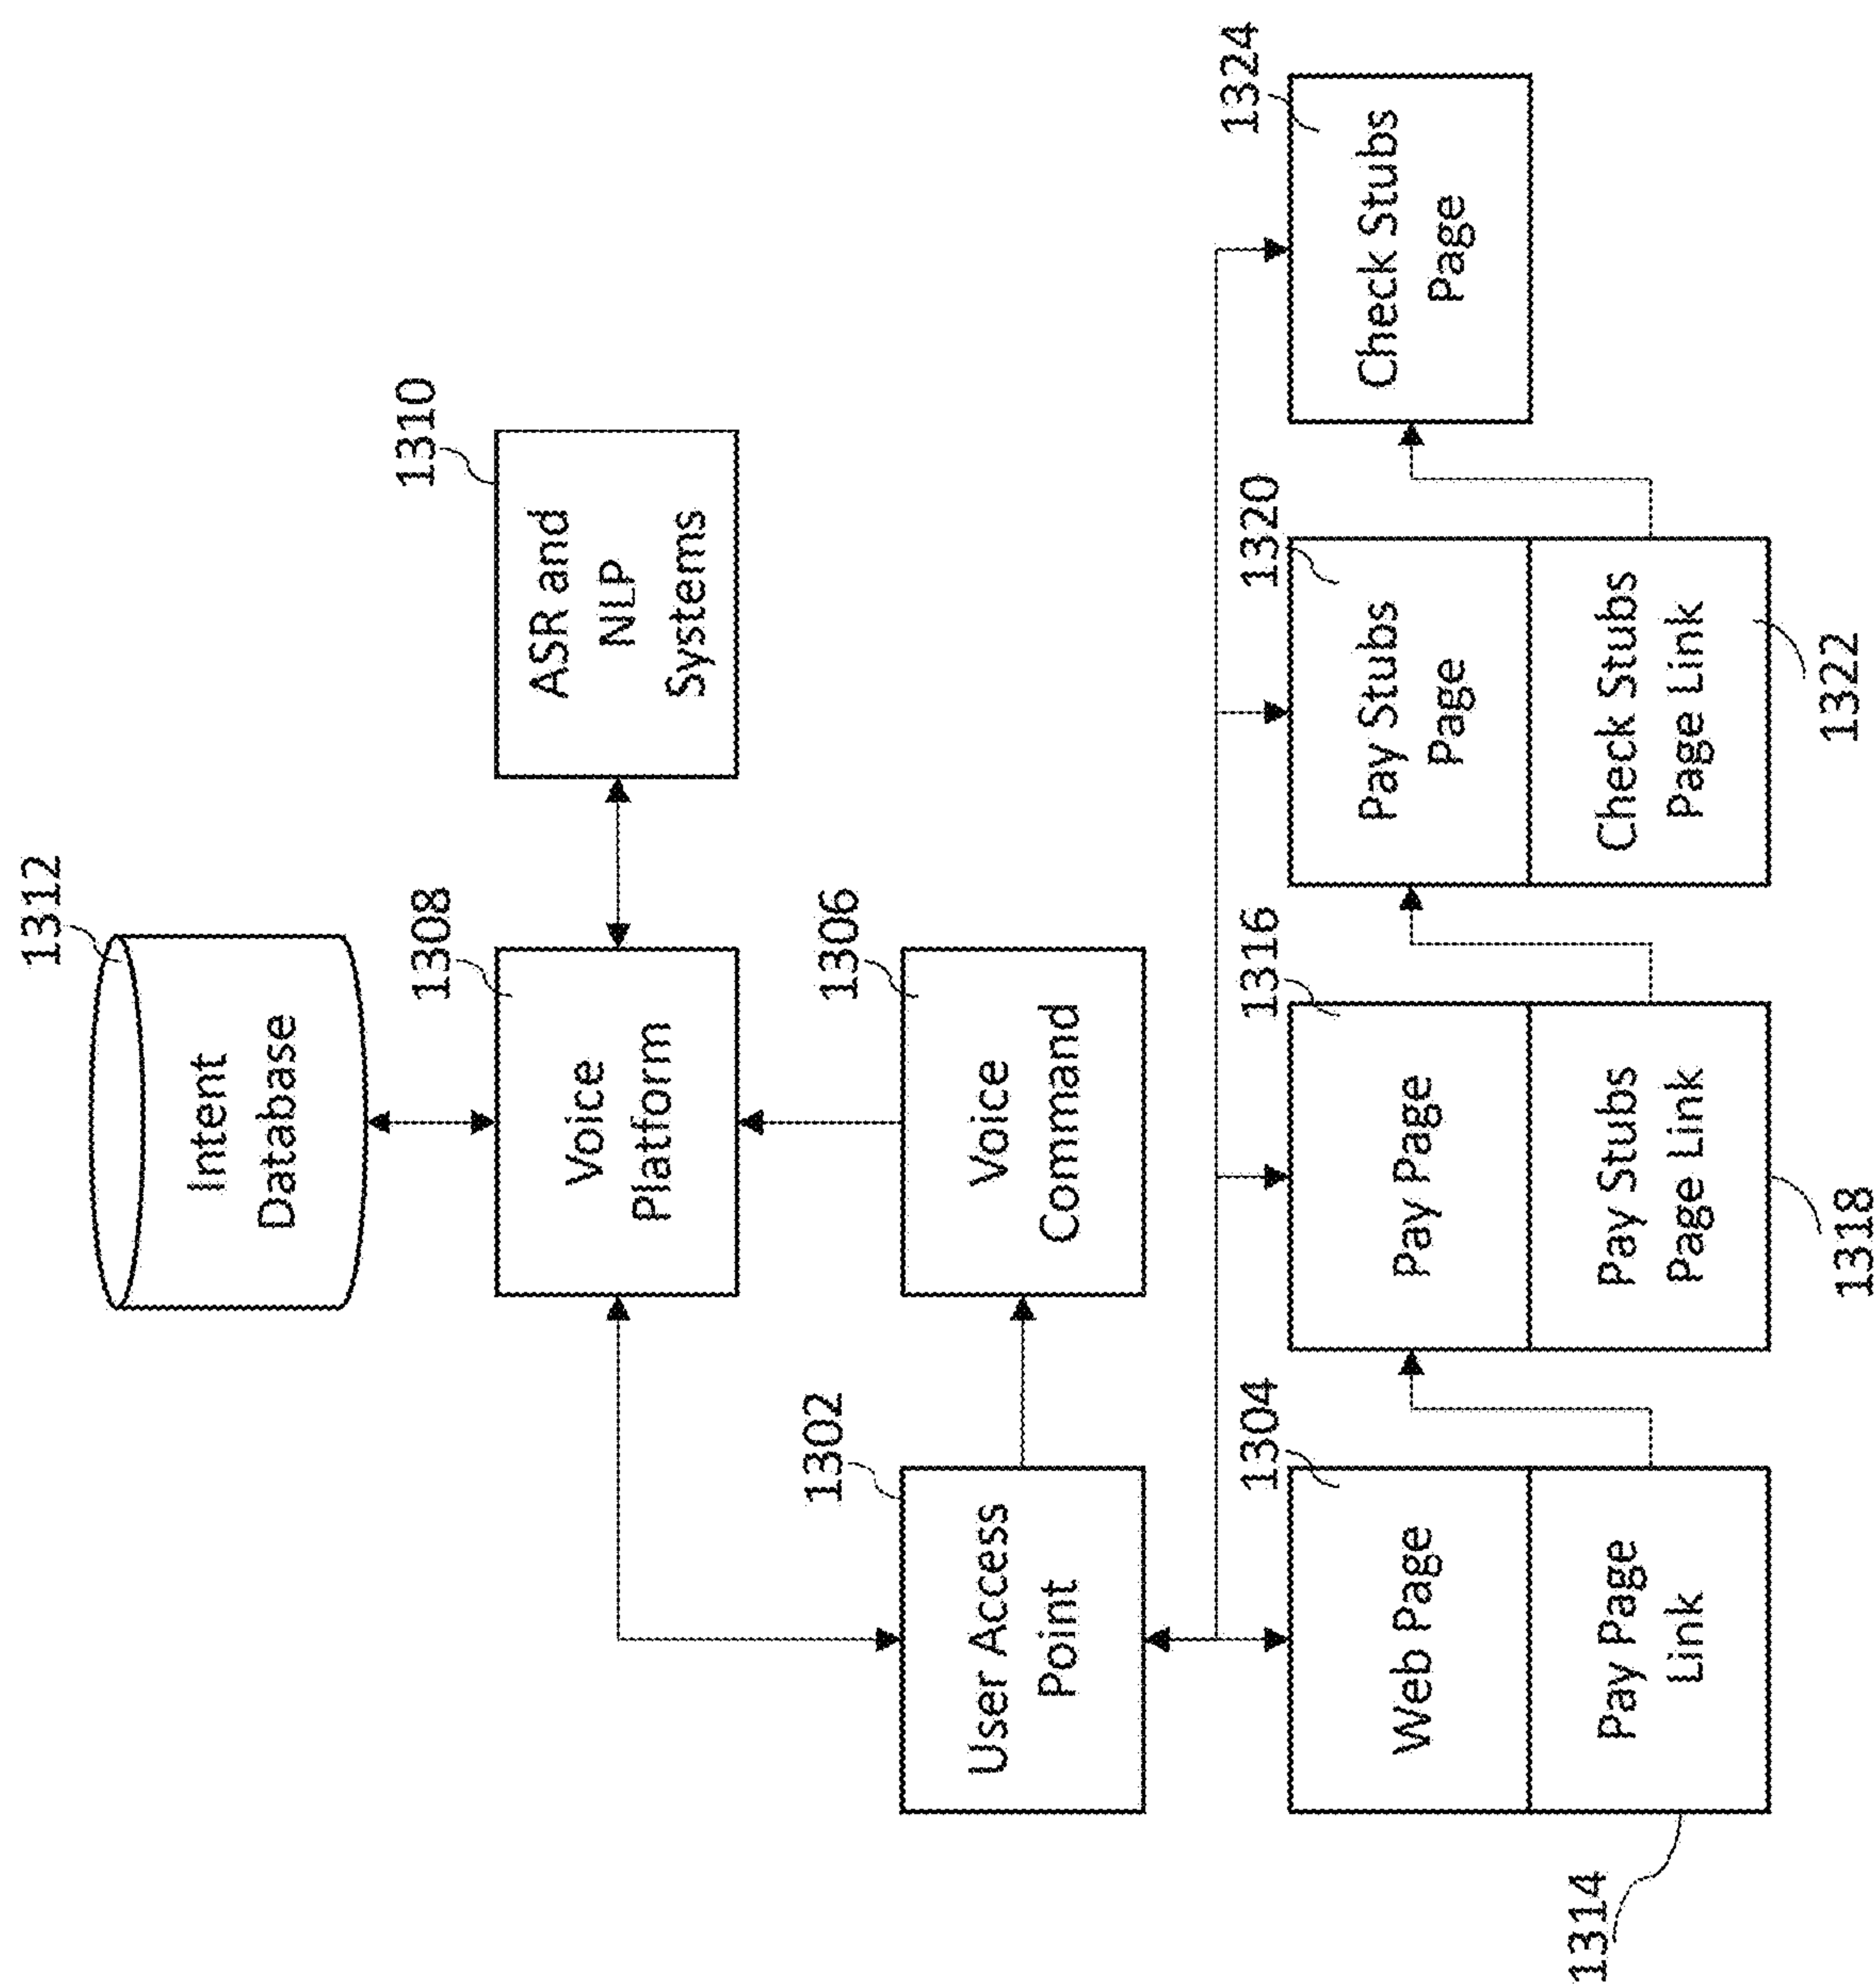 1312
Intent
Database
1308
Voice
Platform
1310
ASR and
NLP
Systems
1302
User Access
Point
1306
Voice
Command
1304
Web Page
Pay Page
Link
1314
1316
Pay Page
Pay Stubs
Page Link
1318
1320
Pay Stubs
Page
Check Stubs
Page Link
1322
1324
Check Stubs
Page